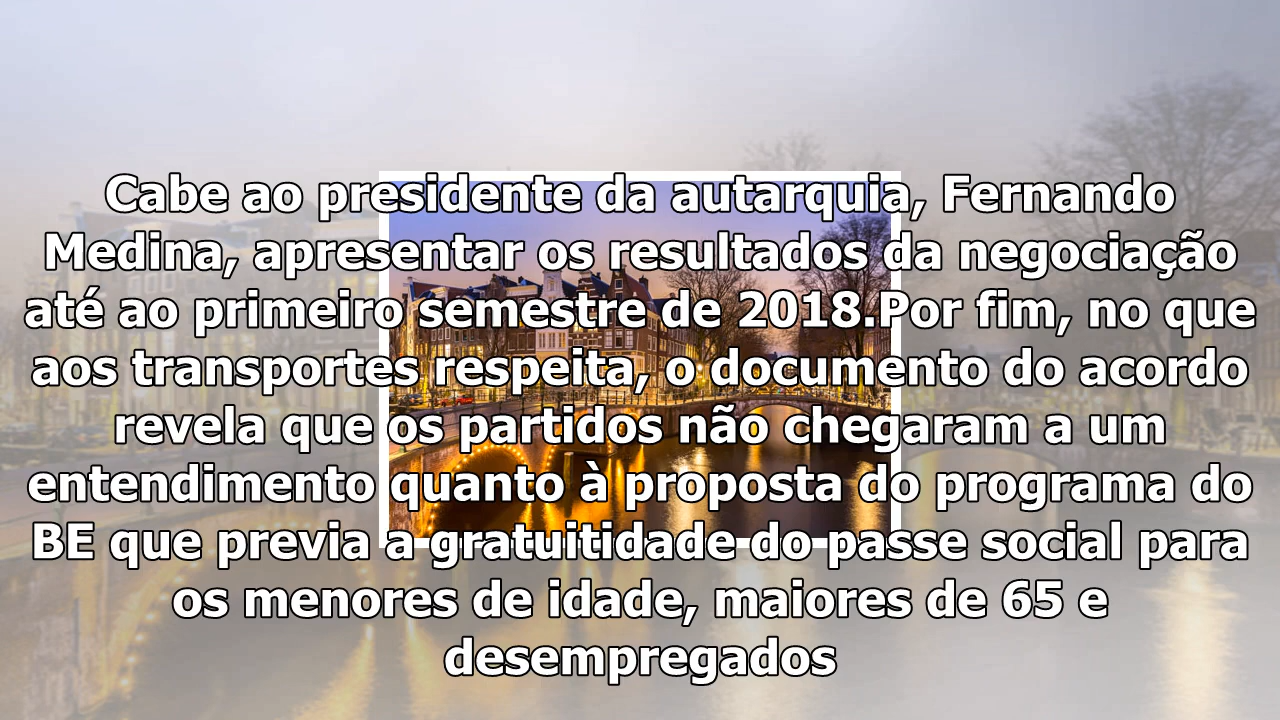 Cabe ao presidente da autarquia, Fernando
Medina, apresentar os resultados da negociação
até ao primeiro semestre de 2018.Por fim, no que
aos transportes respeita, o documento do acordo
revela que os partidos não chegaram a um
entendimento quanto à proposta do programa do
BE que previa a gratuitidade do passe social para
os menores de idade, maiores de 65 e
desempregados